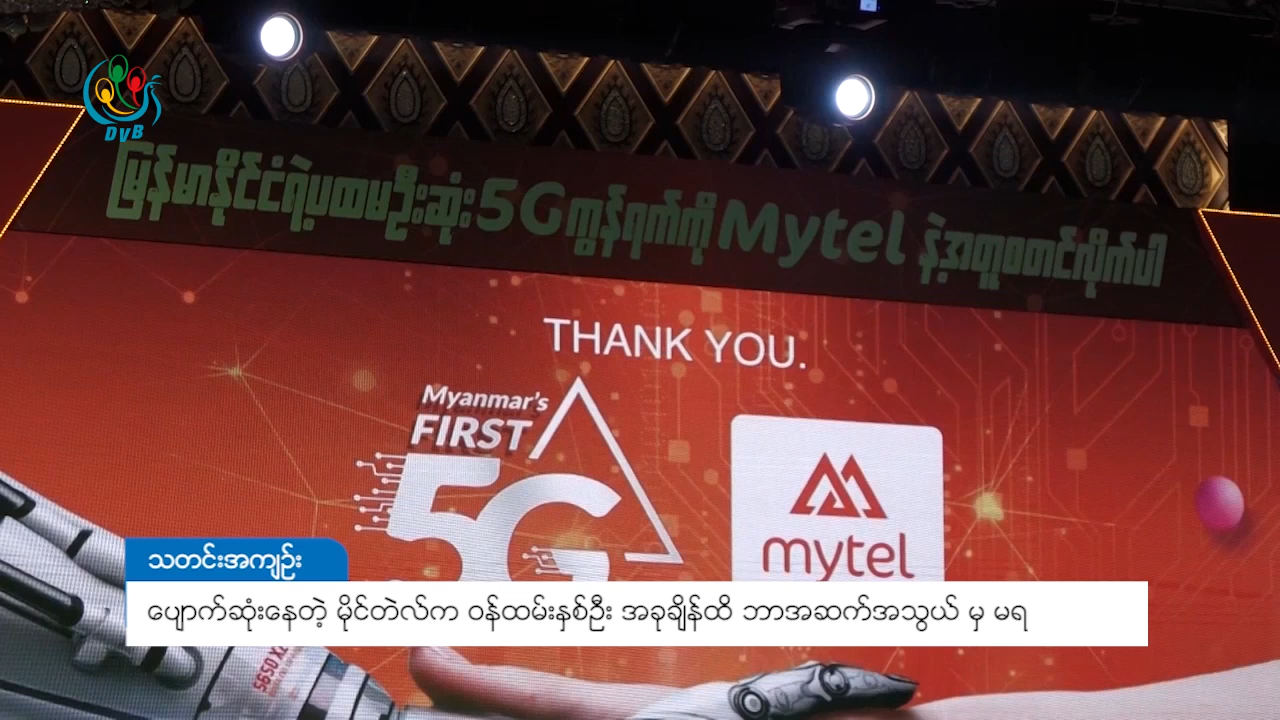 DVB
မြန်မာနိုင်ငံရဲ့ပထမဦးဆုံး 5G ကွန်ရက်ကို Mytel နဲ့အတူစတင်လိုက်ပါ
THANK YOU.
Myanmar's
FIRST
5G
mytel
သတင်းအကျဉ်း
ပျောက်ဆုံးနေတဲ့ မိုင်တဲလ်က ဝန်ထမ်းနှစ်ဦး အခုချိန်ထိ ဘာအဆက်အသွယ် မှ မရ